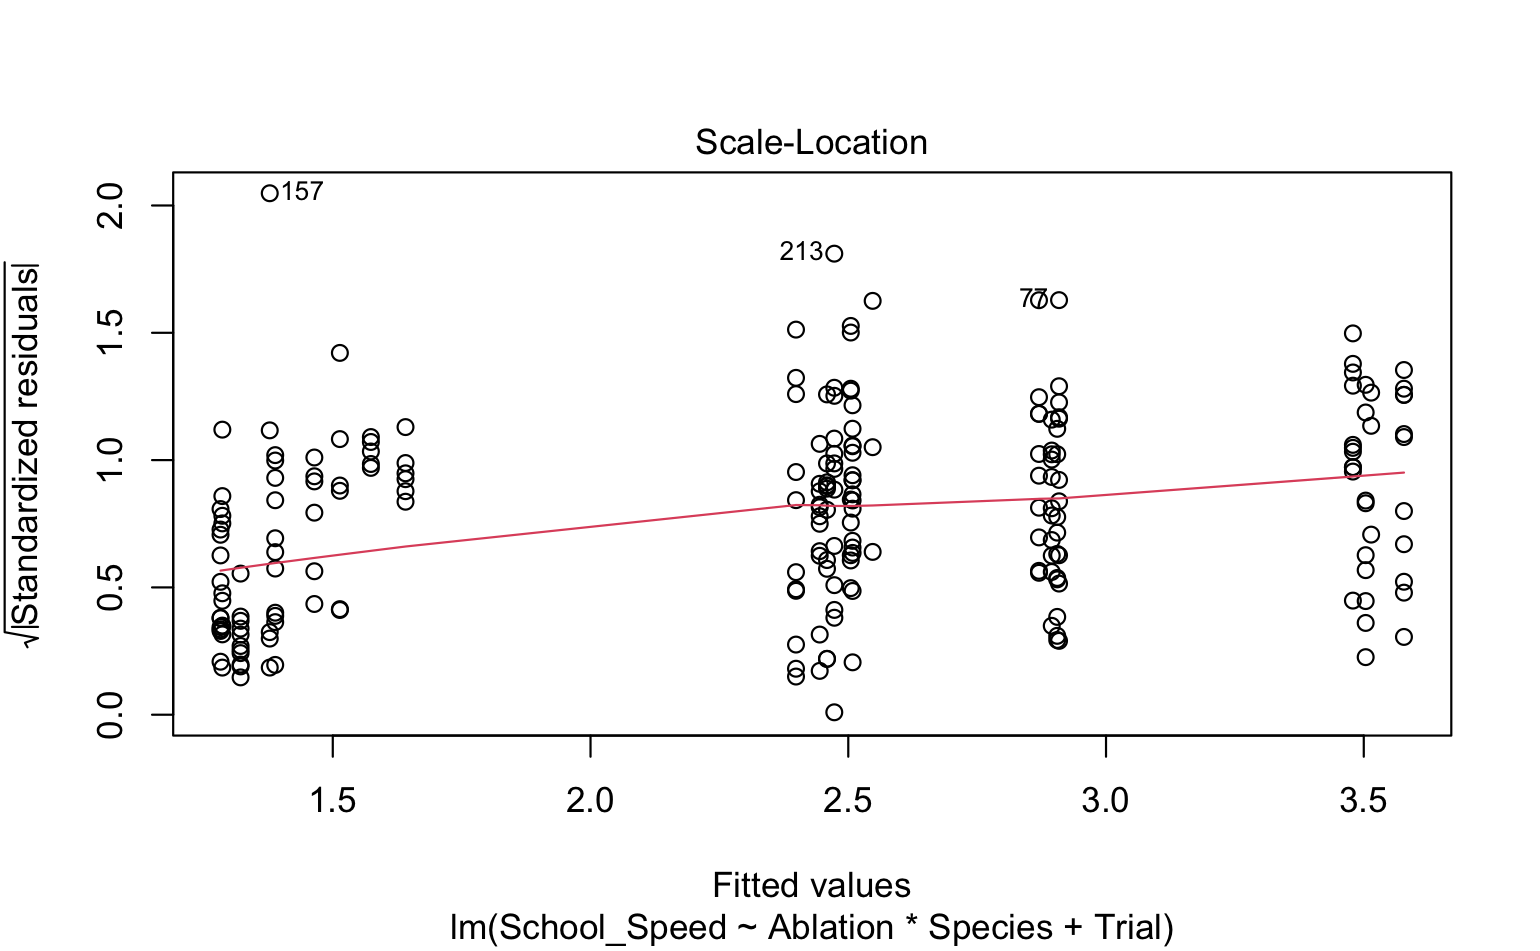 Scale-Location
√|Standardized residuals|
2.0
1.5
1.0
0.5
0.0
157
213
77
1.5 2.0 2.5 3.0 3.5
Fitted values
lm(School_Speed ~ Ablation * Species + Trial)